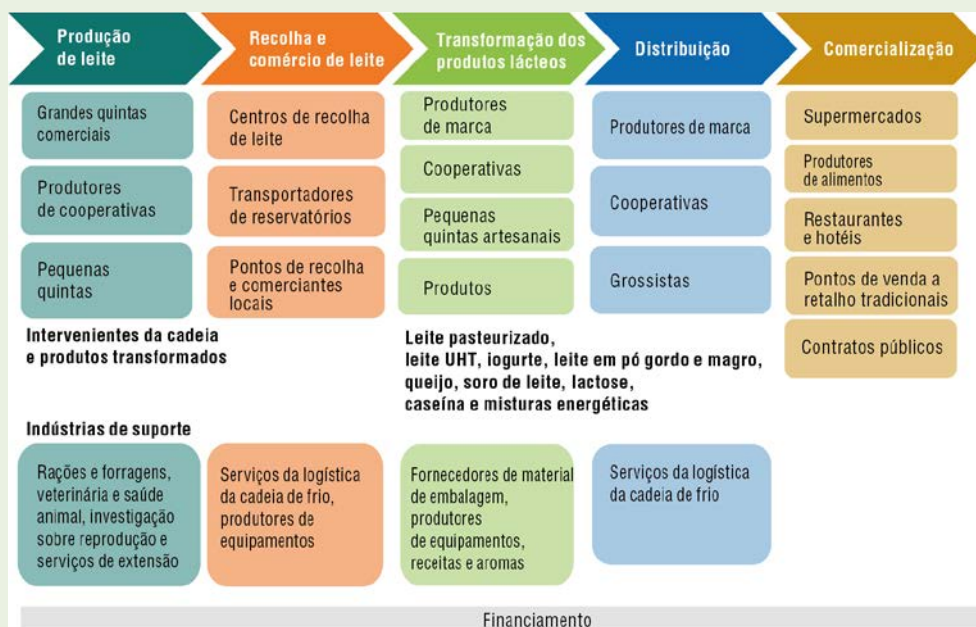 Produção
de leite
Recolha e
comércio de leite
Transformação dos
produtos lácteos
Distribuição
Comercialização
Grandes quintas
comerciais
Produtores
de cooperativas
Pequenas
quintas
Centros de recolha
de leite
Transportadores
de reservatórios
Pontos de recolha
e comerciantes
locais
Produtores
de marca
Cooperativas
Pequenas
quintas artesanais
Produtos
Produtores de marca
Cooperativas
Grossistas
Supermercados
Produtores
de alimentos
Restaurantes
e hotéis
Pontos de venda a
retalho tradicionais
Contratos públicos
Intervenientes da cadeia
e produtos transformados
Leite pasteurizado,
leite UHT, iogurte, leite em pó gordo e magro,
queijo, soro de leite, lactose,
caseína e misturas energéticas
Indústrias de suporte
Rações e forragens,
veterinária e saúde
animal, investigação
sobre reprodução e
serviços de extensão
Serviços da logística
da cadeia de frio,
produtores de
equipamentos
Fornecedores de material
de embalagem,
produtores
de equipamentos,
receitas e aromas
Serviços da logística
da cadeia de frio
Financiamento